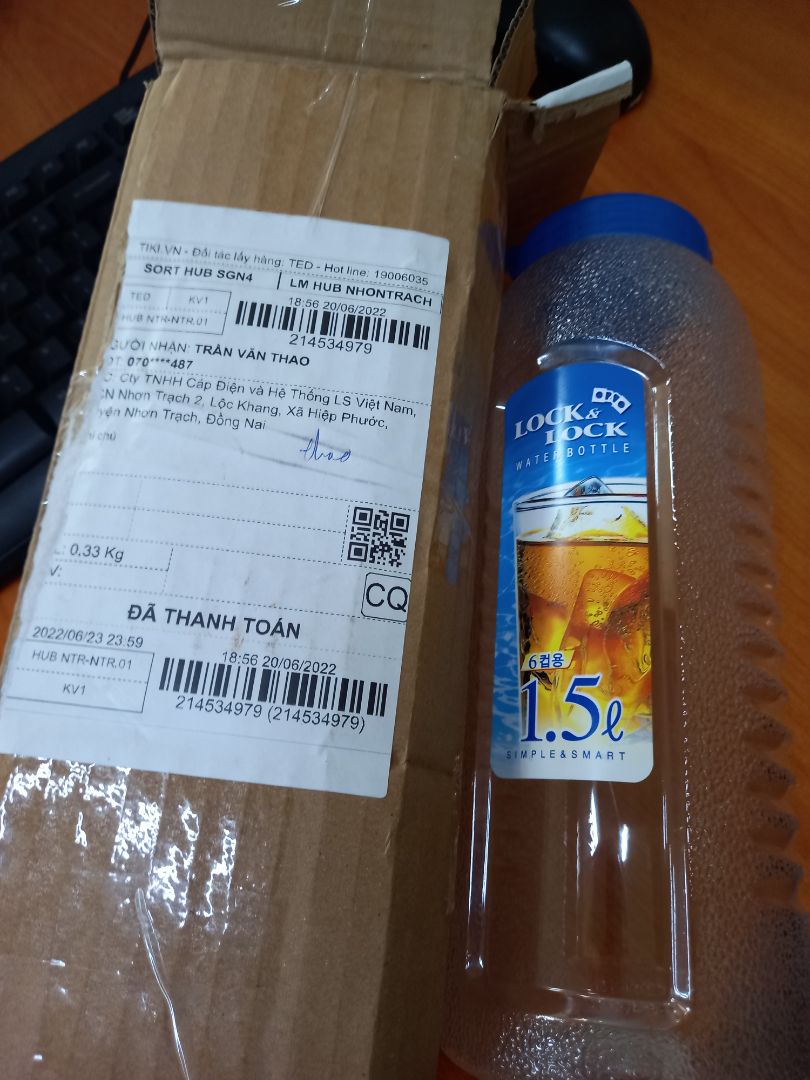 TIKI.VN - Đối tác lấy hàng: TED - Hot line: 19006035
SORT HUB SGN4
LM HUB NHONTRACH
TED KV1
HUB NTR-NTR.01
18:56 20/06/2022
214534979
NHẬN: TRẦN VĂN THAO
070****487
Cty TNHH Cáp Điện và Hệ Thống LS Việt Nam,
Nhơn Trạch 2, Lộc Khang, Xã Hiệp Phước,
Nhơn Trạch, Đồng Nai
chú
thao
0.33 Kg
V:
CQ
ĐÃ THANH TOÁN
2022/06/23 23:59
18:56 20/06/2022
HUB NTR-NTR.01
KV1
214534979 (214534979)
LOCK &
LOCK
WATER BOTTLE
6컵용
1.5ℓ
SIMPLE & SMART